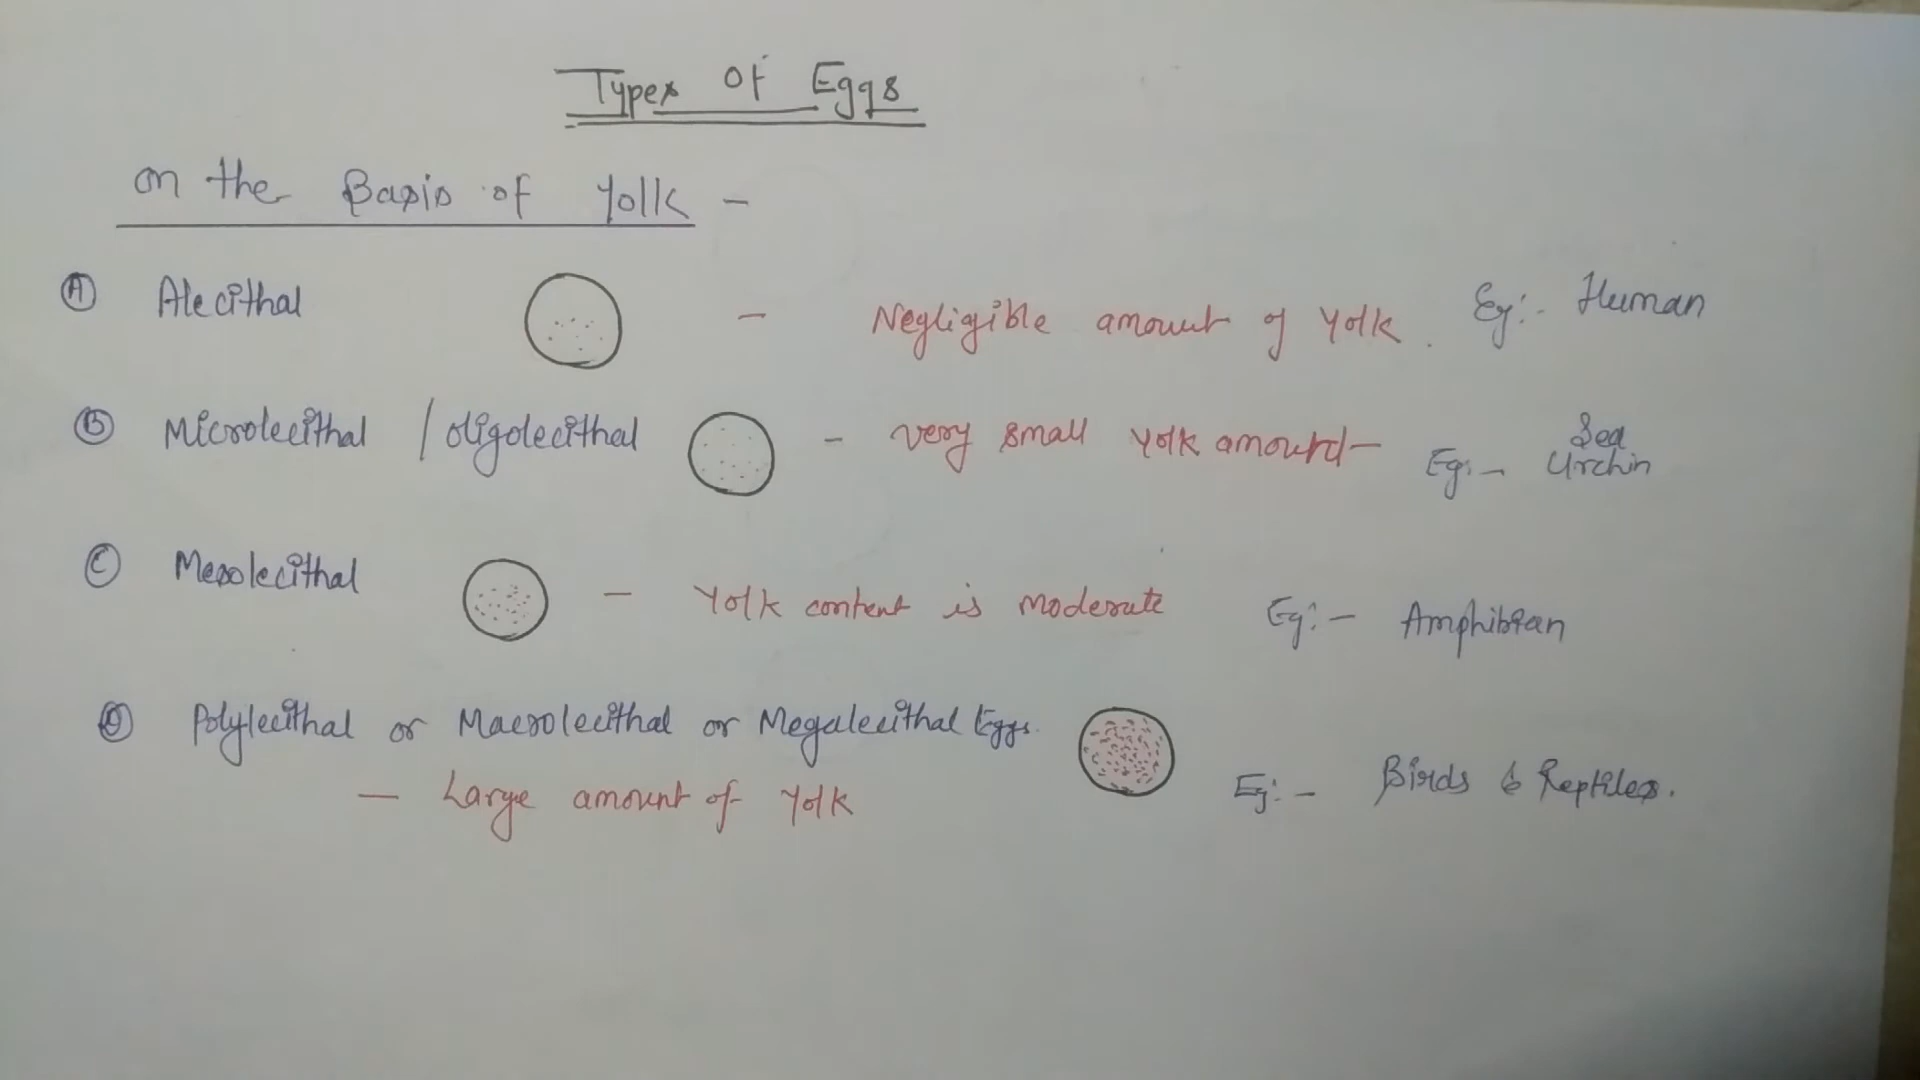 Types Of Eggs
on the Basis of Yolk -
(A) Alecithal - Negligible amount of Yolk. Eg:- Human
(B) Microlecithal / oligolecithal - very small Yolk amount Eg:- Sea Urchin
(C) Mesolecithal - Yolk content is moderate Eg:- Amphibian
(D) Polylecithal or Macrolecithal or Megalecithal Eggs.
- Large amount of Yolk Eg:- Birds & Reptiles.